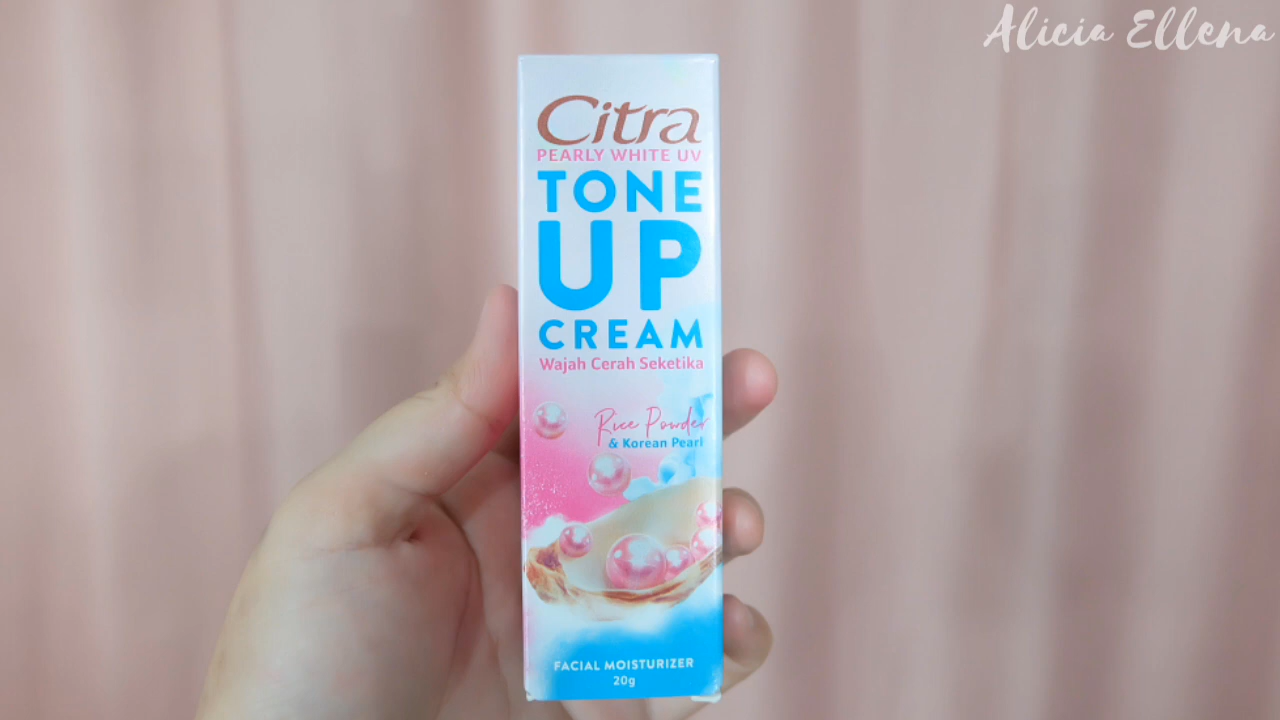 Alicia Ellena
Citra
PEARLY WHITE UV
TONE
UP
CREAM
Wajah Cerah Seketika
Rice Powder
& Korean Pearl
FACIAL MOISTURIZER
20g